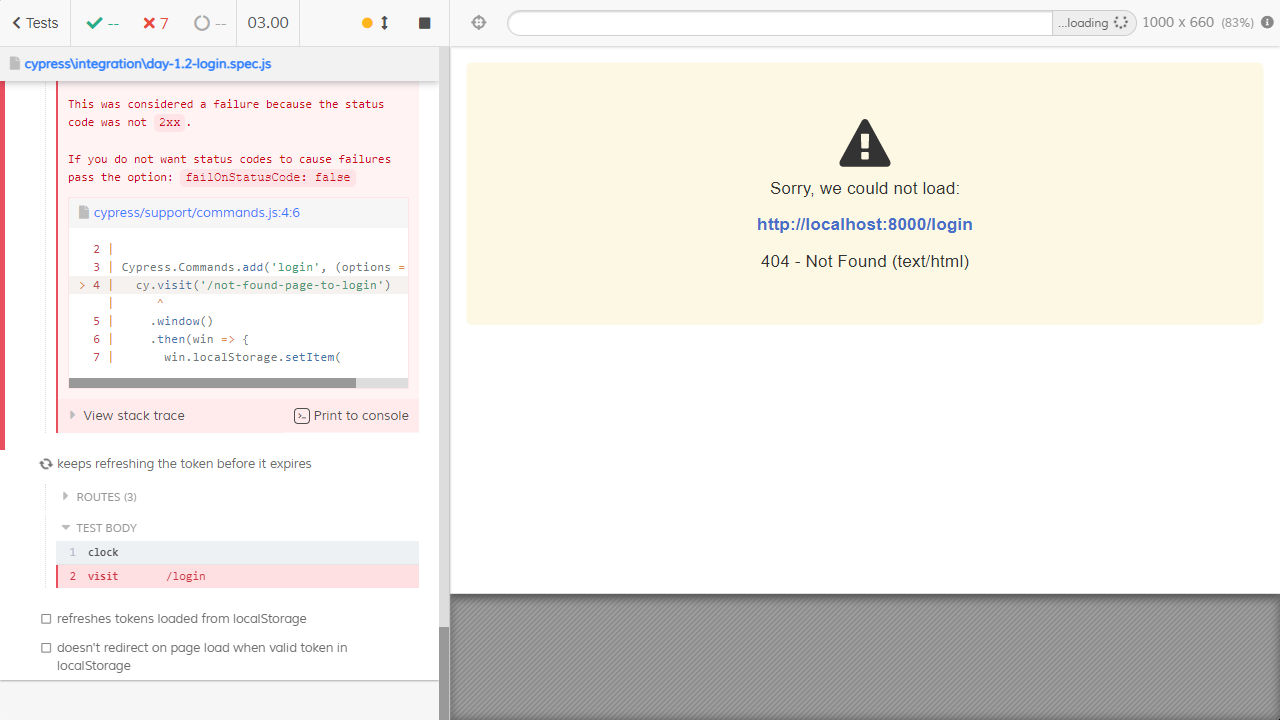 Tests
--
7
--
03.00
...loading
1000 x 660 (83%)
cypress\integration\day-1.2-login.spec.js
This was considered a failure because the status
code was not 2xx.
If you do not want status codes to cause failures
pass the option: failOnStatusCode: false
cypress/support/commands.js:4:6
2 |
3 | Cypress.Commands.add('login', (options =
> 4 | cy.visit('/not-found-page-to-login')
| ^
5 | .window()
6 | .then(win => {
7 | win.localStorage.setItem(
View stack trace
Print to console
keeps refreshing the token before it expires
ROUTES (3)
TEST BODY
1 clock
2 visit /login
refreshes tokens loaded from localStorage
doesn't redirect on page load when valid token in
localStorage
Sorry, we could not load:
http://localhost:8000/login
404 - Not Found (text/html)